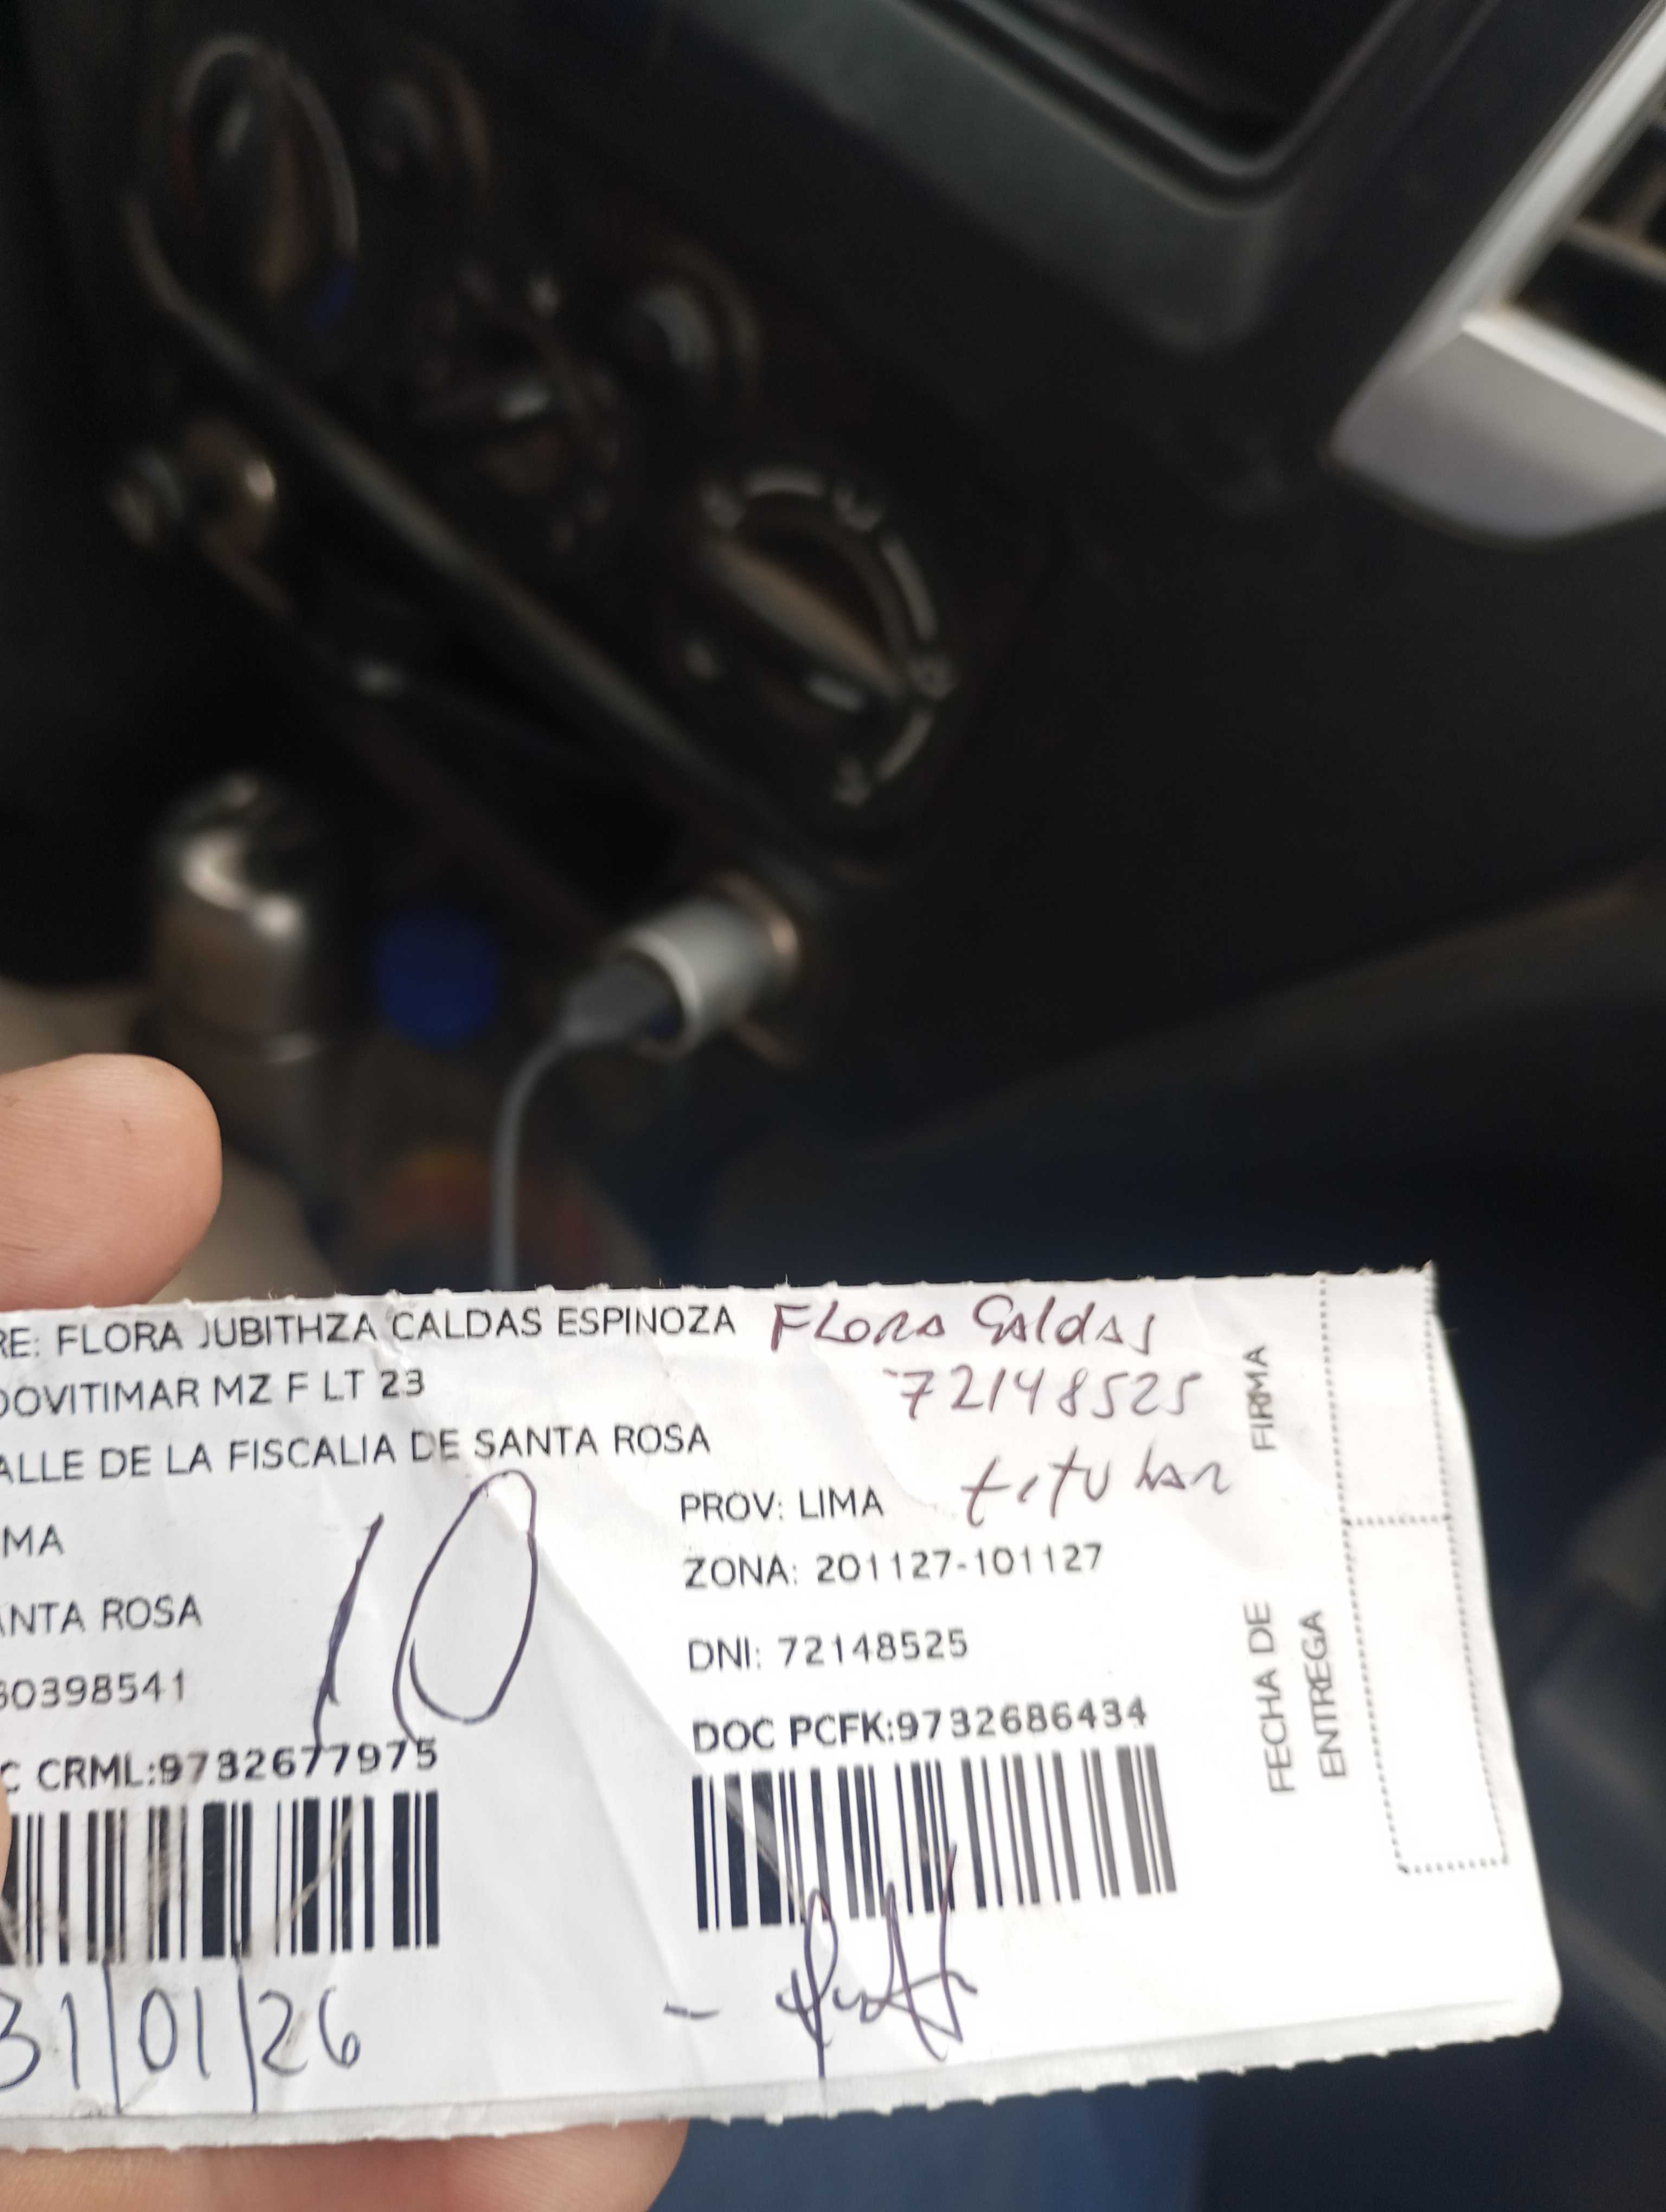 RE: FLORA JUBITHZA CALDAS ESPINOZA
Flora Caldas
72148525
titular
DOVITIMAR MZ F LT 23
ALLE DE LA FISCALIA DE SANTA ROSA
MA
PROV: LIMA
ANTA ROSA
ZONA: 201127-101127
60398541
DNI: 72148525
10
C CRML:9732677975
DOC PCFK:9732686434
FIRMA
FECHA DE
ENTREGA
31/01/26